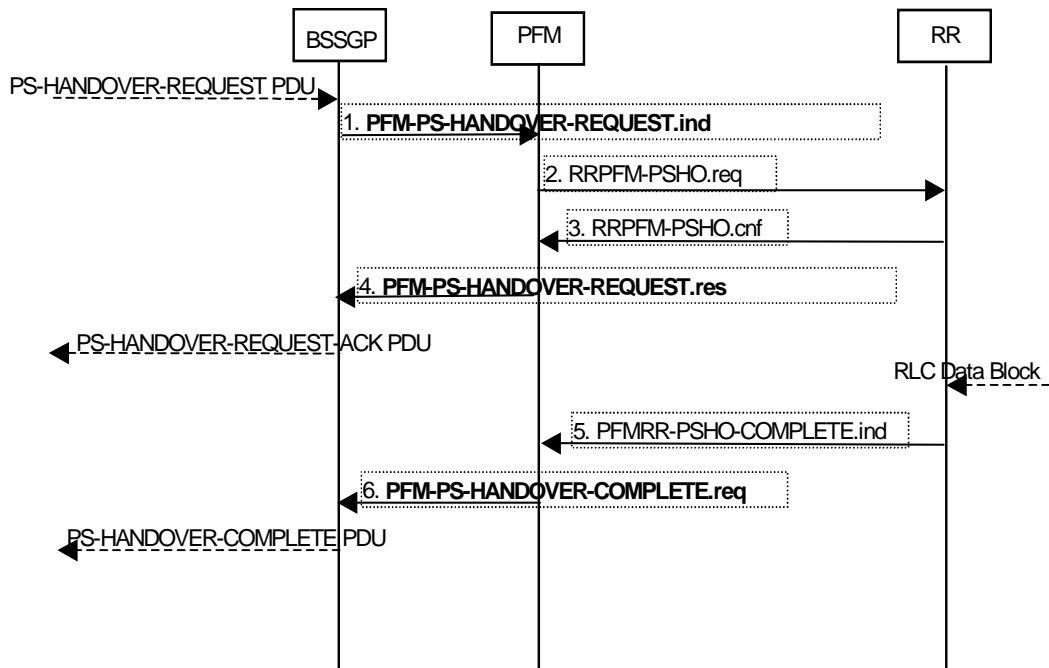 BSSGP
PFM
RR
PS-HANDOVER-REQUEST PDU
1. PFM-PS-HANDOVER-REQUEST.ind
2. RRPFM-PSHO.req
3. RRPFM-PSHO.cnf
4. PFM-PS-HANDOVER-REQUEST.res
PS-HANDOVER-REQUEST-ACK PDU
RLC Data Block
5. PFMRR-PSHO-COMPLETE.ind
6. PFM-PS-HANDOVER-COMPLETE.req
PS-HANDOVER-COMPLETE PDU